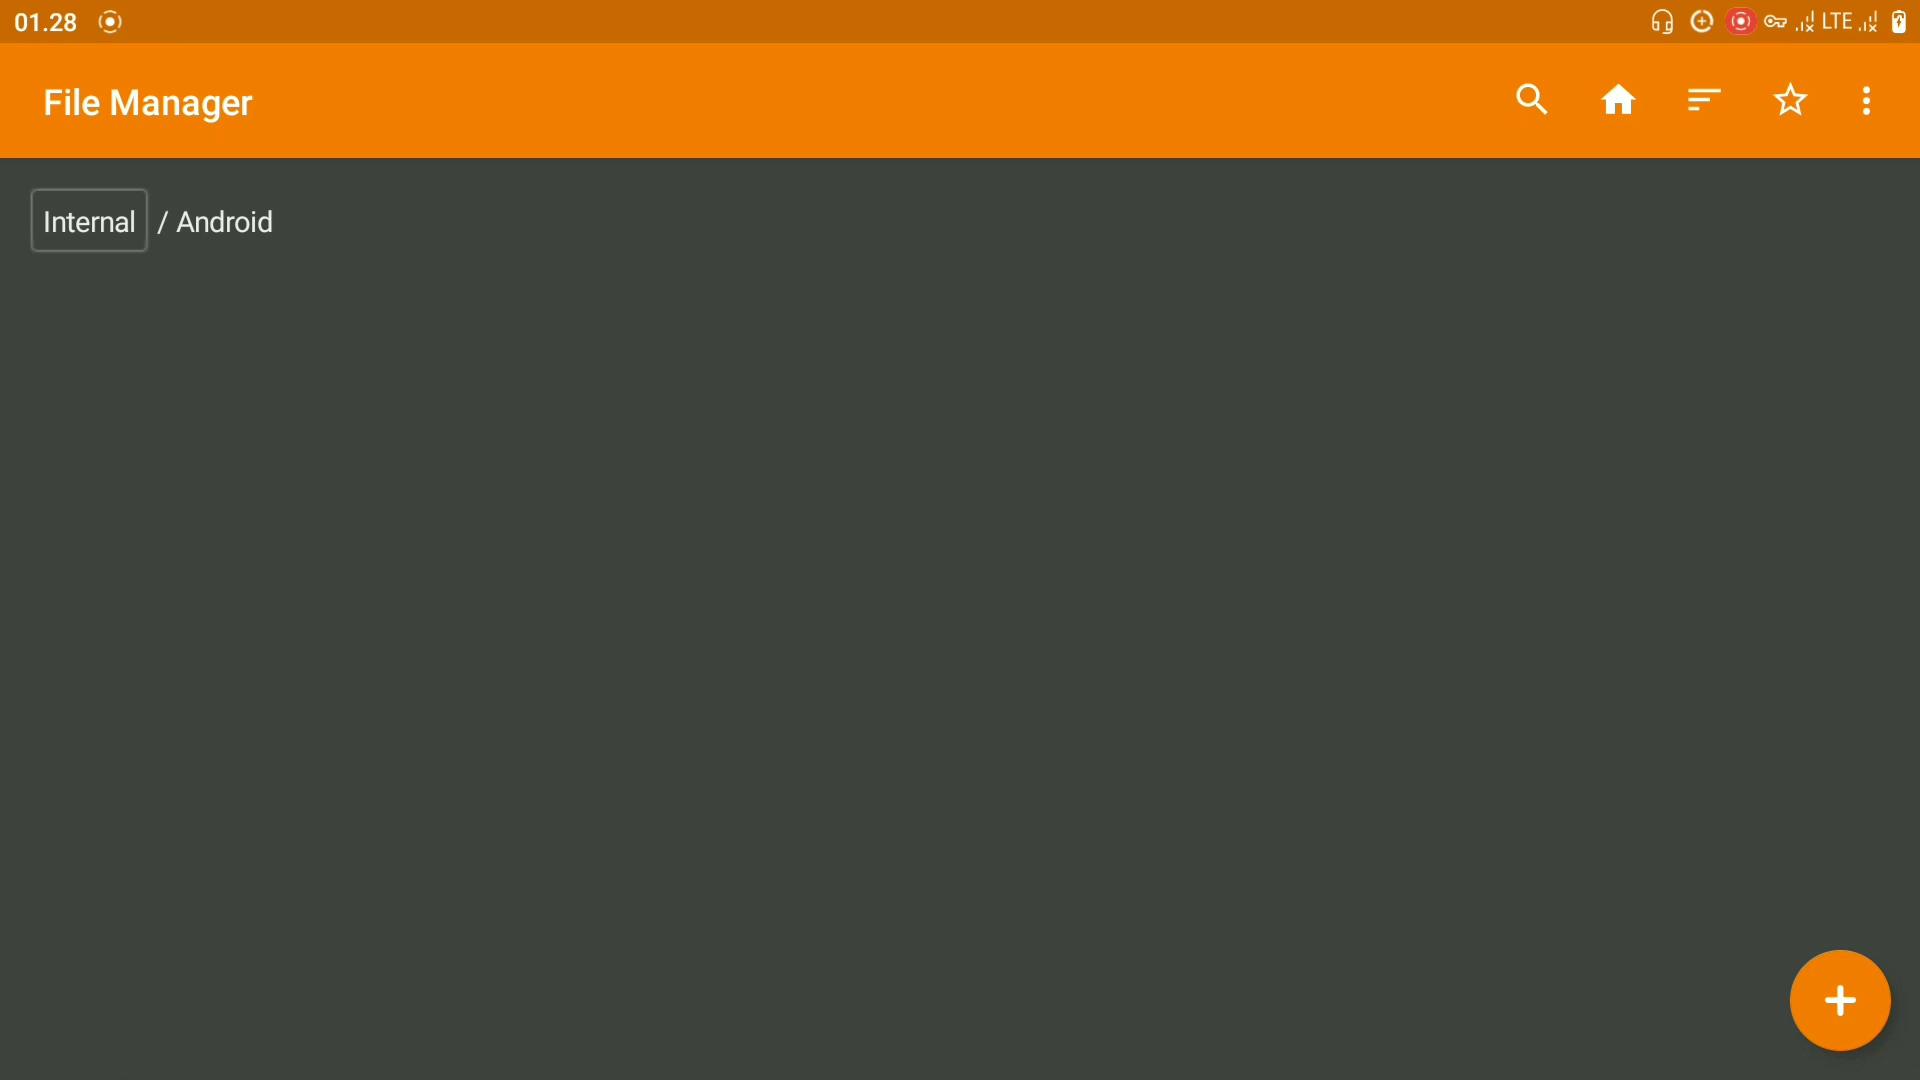 01.28 LTE
File Manager
Internal / Android